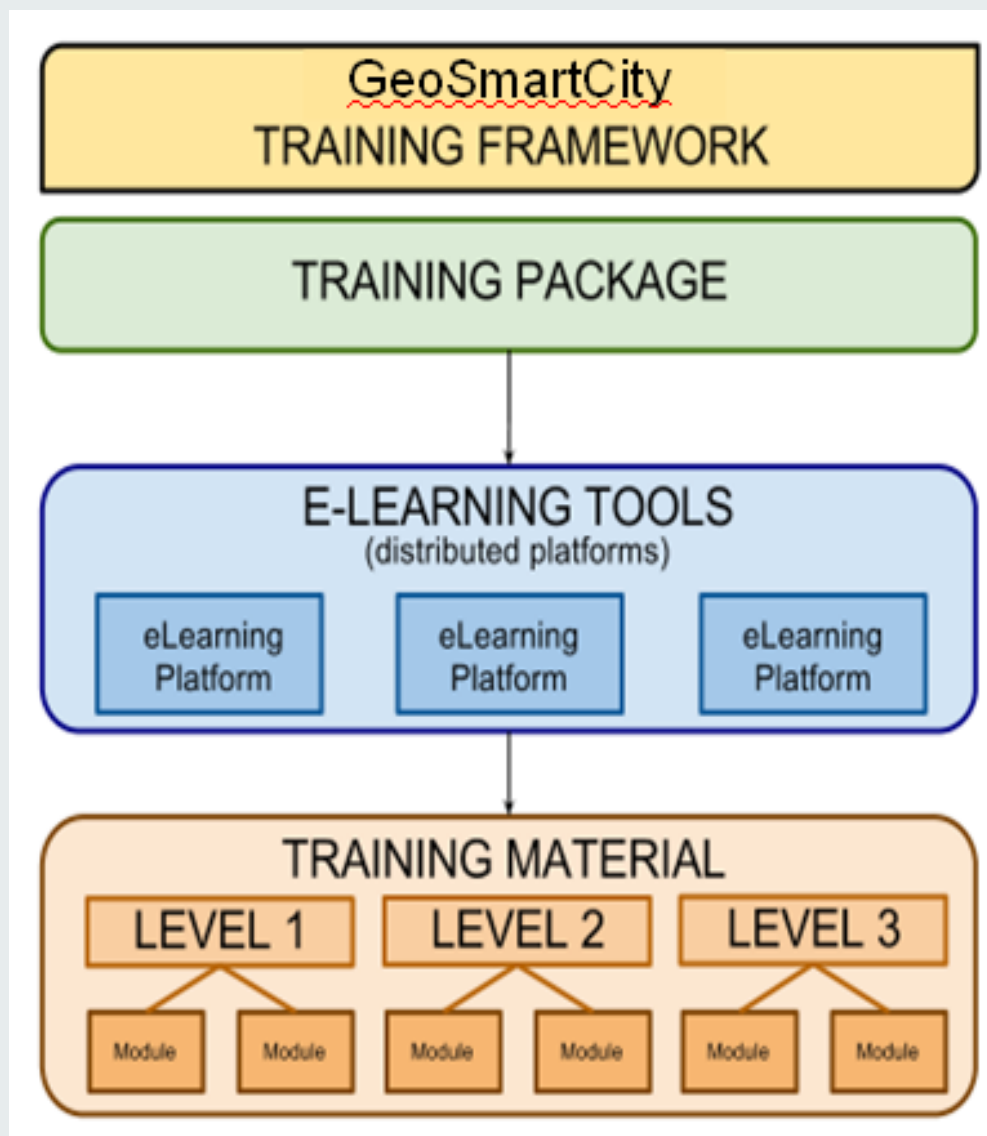 GeoSmartCity
TRAINING FRAMEWORK
TRAINING PACKAGE
E-LEARNING TOOLS
(distributed platforms)
eLearning
Platform
eLearning
Platform
eLearning
Platform
TRAINING MATERIAL
LEVEL 1
LEVEL 2
LEVEL 3
Module
Module
Module
Module
Module
Module